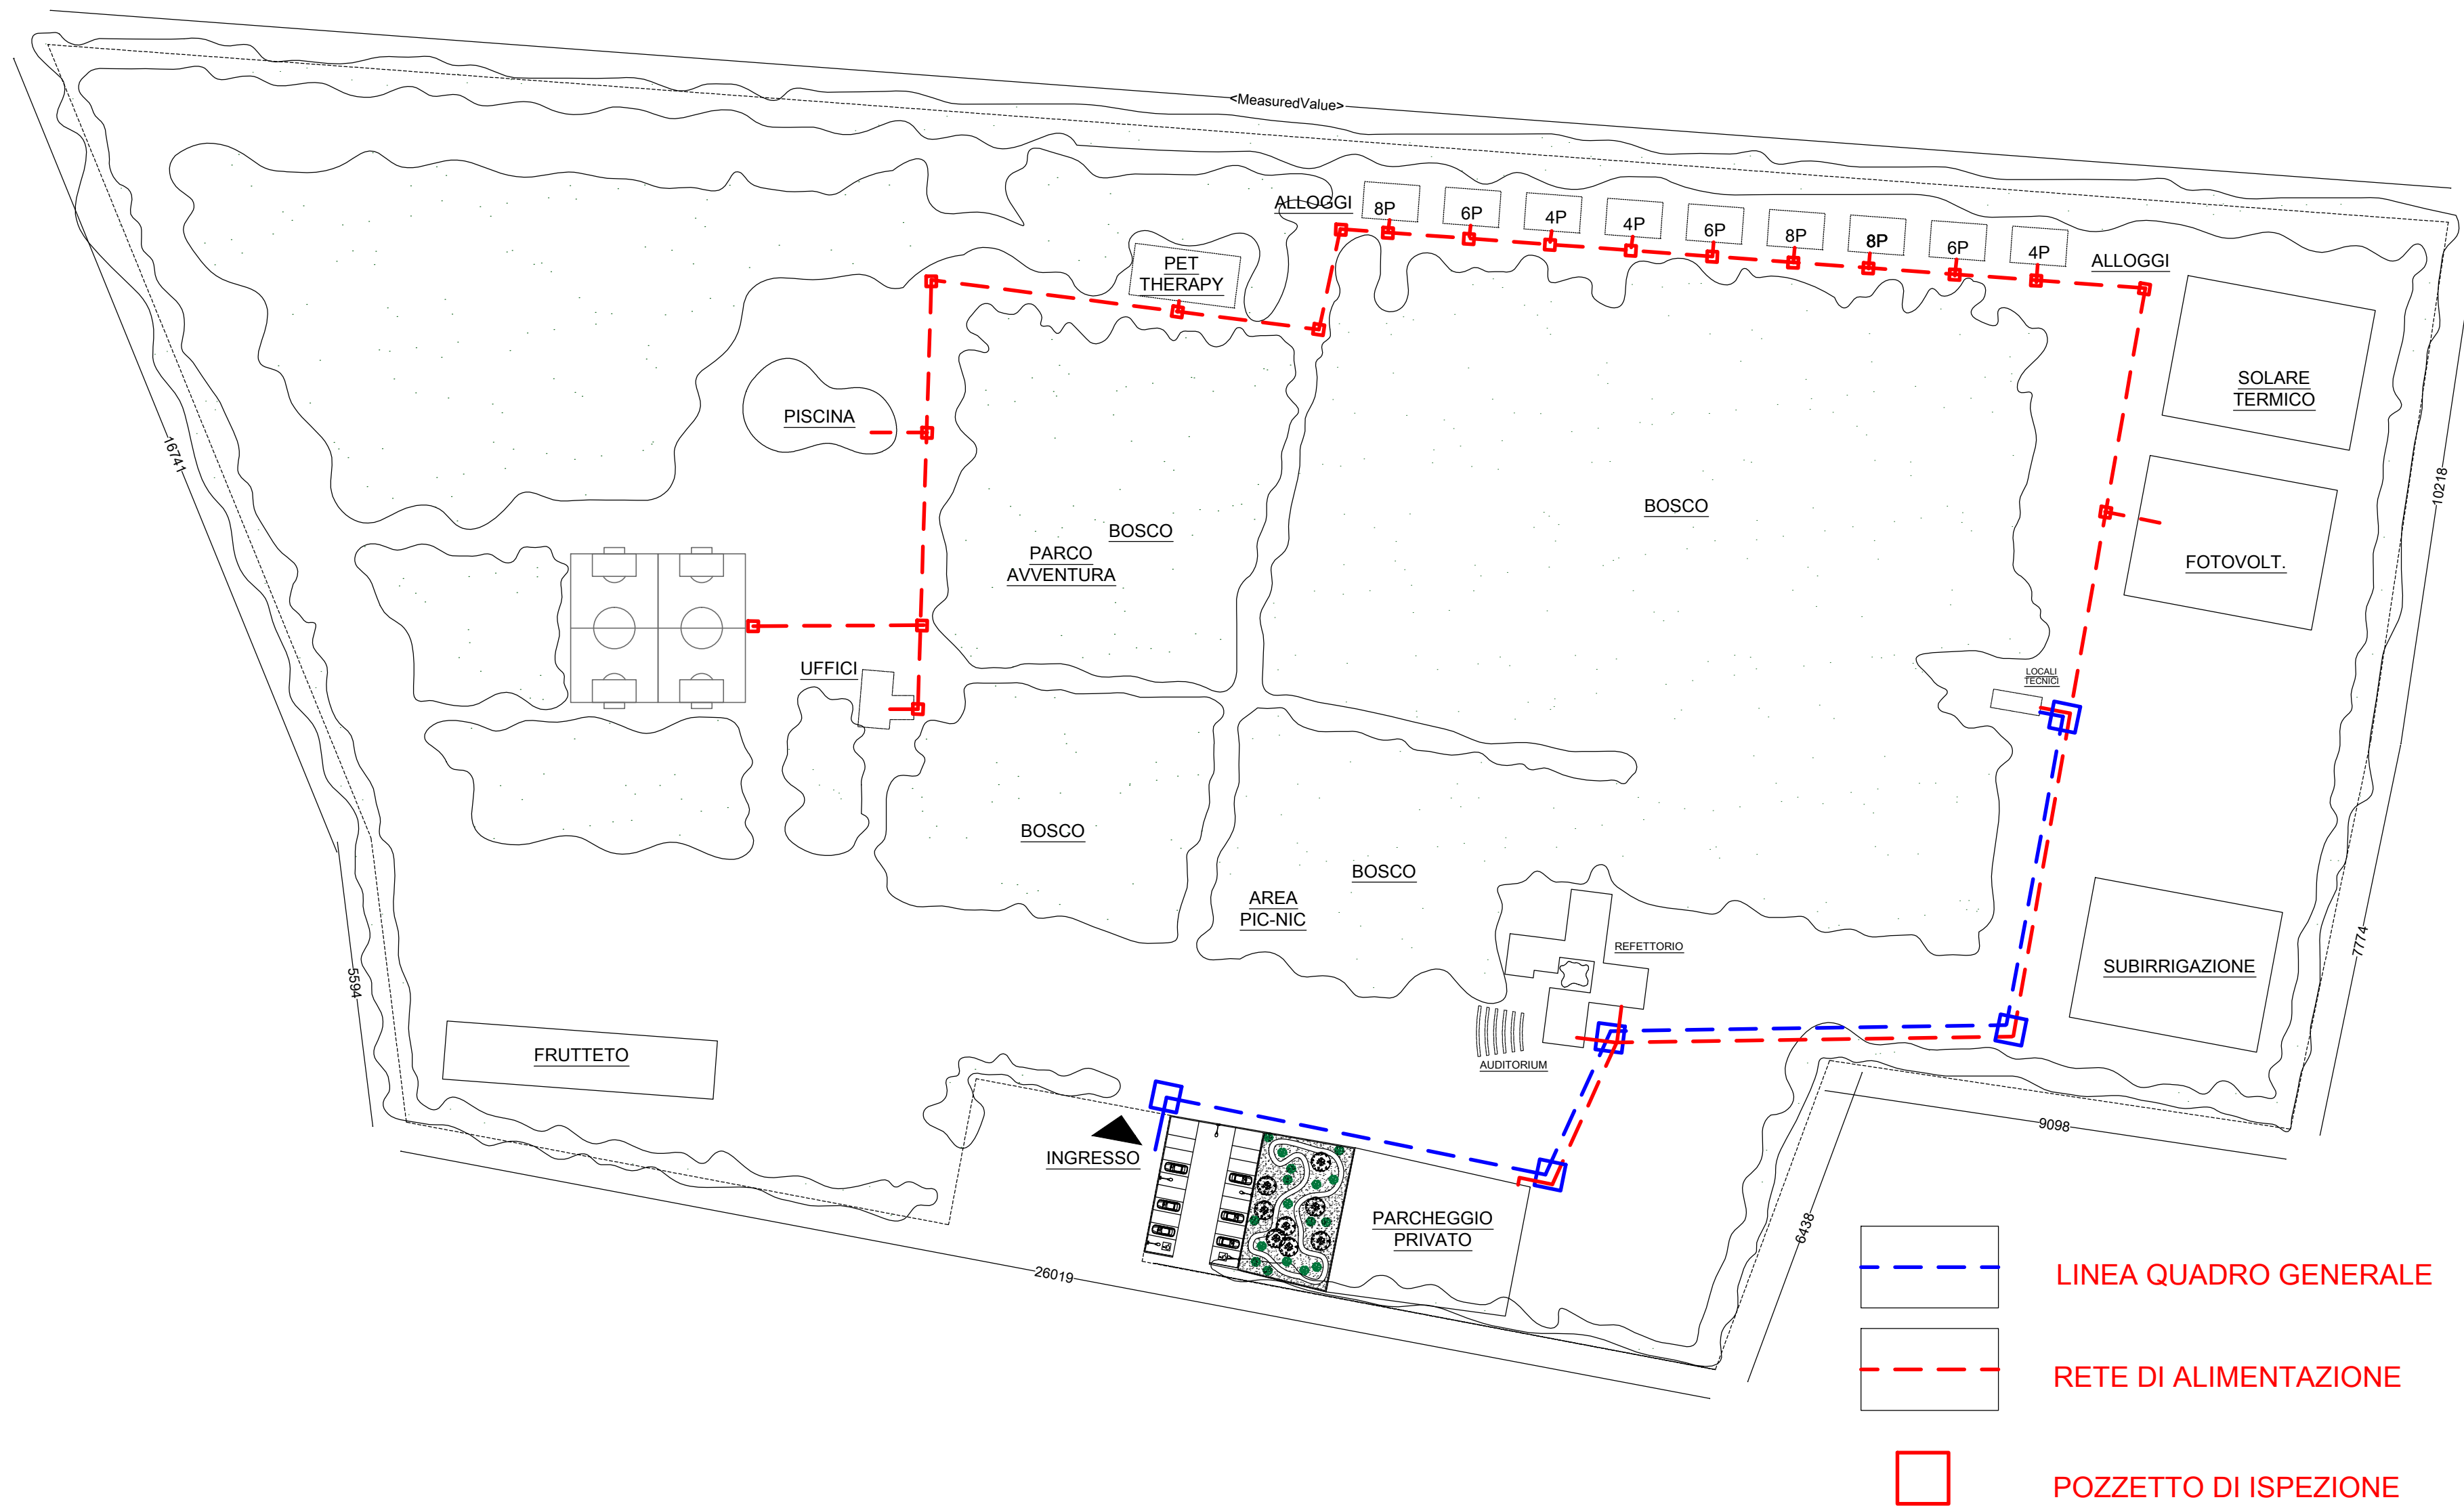 <MeasuredValue>
ALLOGGI
8P
6P
4P
4P
6P
8P
8P
6P
4P
ALLOGGI
PET
THERAPY
SOLARE
TERMICO
PISCINA
16741
10218
BOSCO
BOSCO
PARCO
AVVENTURA
FOTOVOLT.
UFFICI
LOCALI
TECNICI
BOSCO
BOSCO
AREA
PIC-NIC
REFETTORIO
SUBIRRIGAZIONE
7774
5594
FRUTTETO
AUDITORIUM
9098
INGRESSO
PARCHEGGIO
PRIVATO
6438
26019
LINEA QUADRO GENERALE
RETE DI ALIMENTAZIONE
POZZETTO DI ISPEZIONE